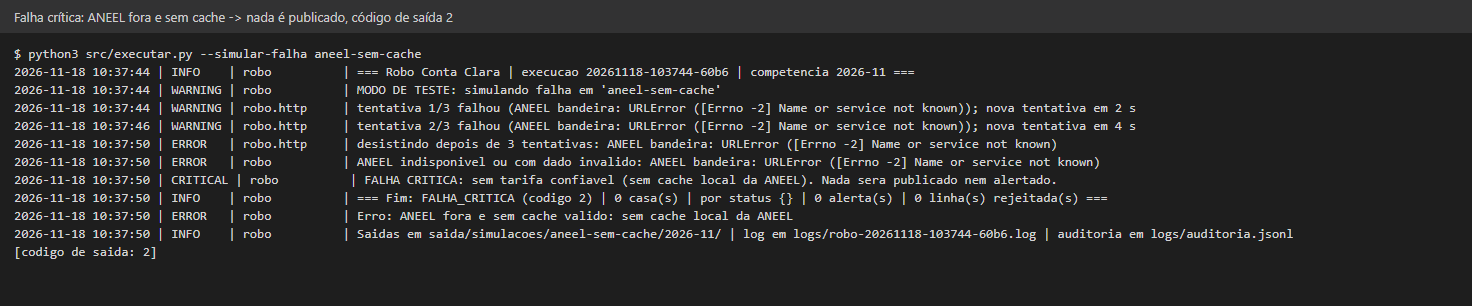 Falha crítica: ANEEL fora e sem cache -> nada é publicado, código de saída 2
$ python3 src/executar.py --simular-falha aneel-sem-cache
2026-11-18 10:37:44 | INFO    | robo          | === Robo Conta Clara | execucao 20261118-103744-60b6 | competencia 2026-11 ===
2026-11-18 10:37:44 | WARNING | robo          | MODO DE TESTE: simulando falha em 'aneel-sem-cache'
2026-11-18 10:37:44 | WARNING | robo.http     | tentativa 1/3 falhou (ANEEL bandeira: URLError ([Errno -2] Name or service not known)); nova tentativa em 2 s
2026-11-18 10:37:46 | WARNING | robo.http     | tentativa 2/3 falhou (ANEEL bandeira: URLError ([Errno -2] Name or service not known)); nova tentativa em 4 s
2026-11-18 10:37:50 | ERROR   | robo.http     | desistindo depois de 3 tentativas: ANEEL bandeira: URLError ([Errno -2] Name or service not known)
2026-11-18 10:37:50 | ERROR   | robo          | ANEEL indisponivel ou com dado invalido: ANEEL bandeira: URLError ([Errno -2] Name or service not known)
2026-11-18 10:37:50 | CRITICAL | robo          | FALHA CRITICA: sem tarifa confiavel (sem cache local da ANEEL). Nada sera publicado nem alertado.
2026-11-18 10:37:50 | INFO    | robo          | === Fim: FALHA_CRITICA (codigo 2) | 0 casa(s) | por status {} | 0 alerta(s) | 0 linha(s) rejeitada(s) ===
2026-11-18 10:37:50 | ERROR   | robo          | Erro: ANEEL fora e sem cache valido: sem cache local da ANEEL
2026-11-18 10:37:50 | INFO    | robo          | Saidas em saida/simulacoes/aneel-sem-cache/2026-11/ | log em logs/robo-20261118-103744-60b6.log | auditoria em logs/auditoria.jsonl
[codigo de saida: 2]